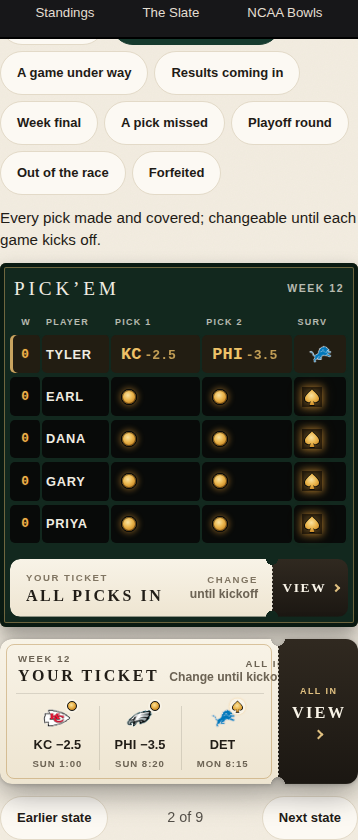 Standings The Slate NCAA Bowls
A game under way Results coming in
Week final A pick missed Playoff round
Out of the race Forfeited
Every pick made and covered; changeable until each
game kicks off.
PICK’EM WEEK 12
W PLAYER PICK 1 PICK 2 SURV
0 TYLER KC -2.5 PHI -3.5
0 EARL
0 DANA
0 GARY
0 PRIYA
YOUR TICKET CHANGE
ALL PICKS IN until kickoff VIEW
WEEK 12 ALL I
YOUR TICKET Change until kicko
ALL IN
VIEW
KC −2.5 PHI −3.5 DET
SUN 1:00 SUN 8:20 MON 8:15
Earlier state 2 of 9 Next state